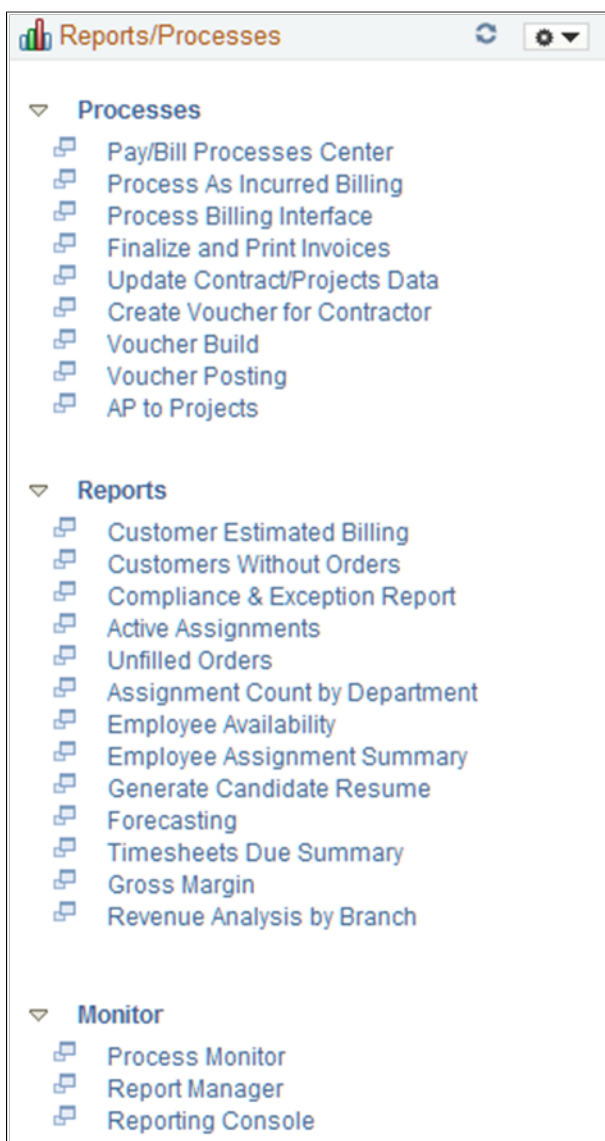 Reports/Processes
Processes
Pay/Bill Processes Center
Process As Incurred Billing
Process Billing Interface
Finalize and Print Invoices
Update Contract/Projects Data
Create Voucher for Contractor
Voucher Build
Voucher Posting
AP to Projects
Reports
Customer Estimated Billing
Customers Without Orders
Compliance & Exception Report
Active Assignments
Unfilled Orders
Assignment Count by Department
Employee Availability
Employee Assignment Summary
Generate Candidate Resume
Forecasting
Timesheets Due Summary
Gross Margin
Revenue Analysis by Branch
Monitor
Process Monitor
Report Manager
Reporting Console